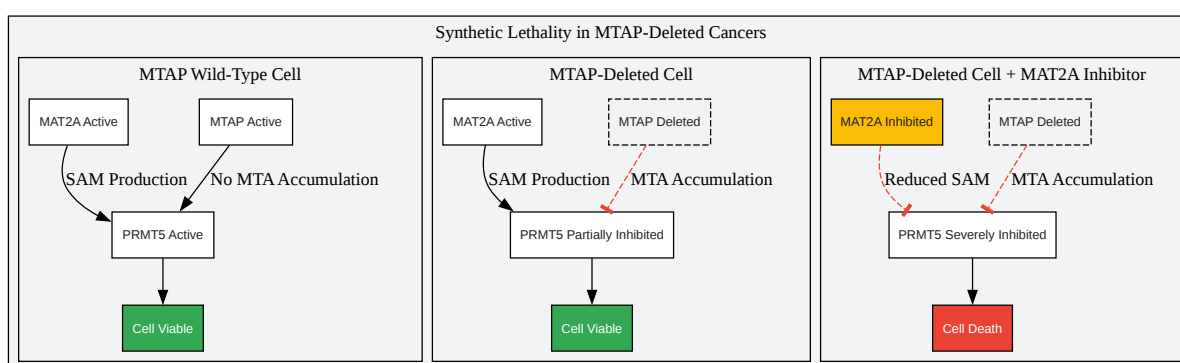 Synthetic Lethality in MTAP-Deleted Cancers
MTAP Wild-Type Cell
MAT2A Active
MTAP Active
SAM Production
No MTA Accumulation
PRMT5 Active
Cell Viable
MTAP-Deleted Cell
MAT2A Active
MTAP Deleted
SAM Production
MTA Accumulation
PRMT5 Partially Inhibited
Cell Viable
MTAP-Deleted Cell + MAT2A Inhibitor
MAT2A Inhibited
MTAP Deleted
Reduced SAM
MTA Accumulation
PRMT5 Severely Inhibited
Cell Death